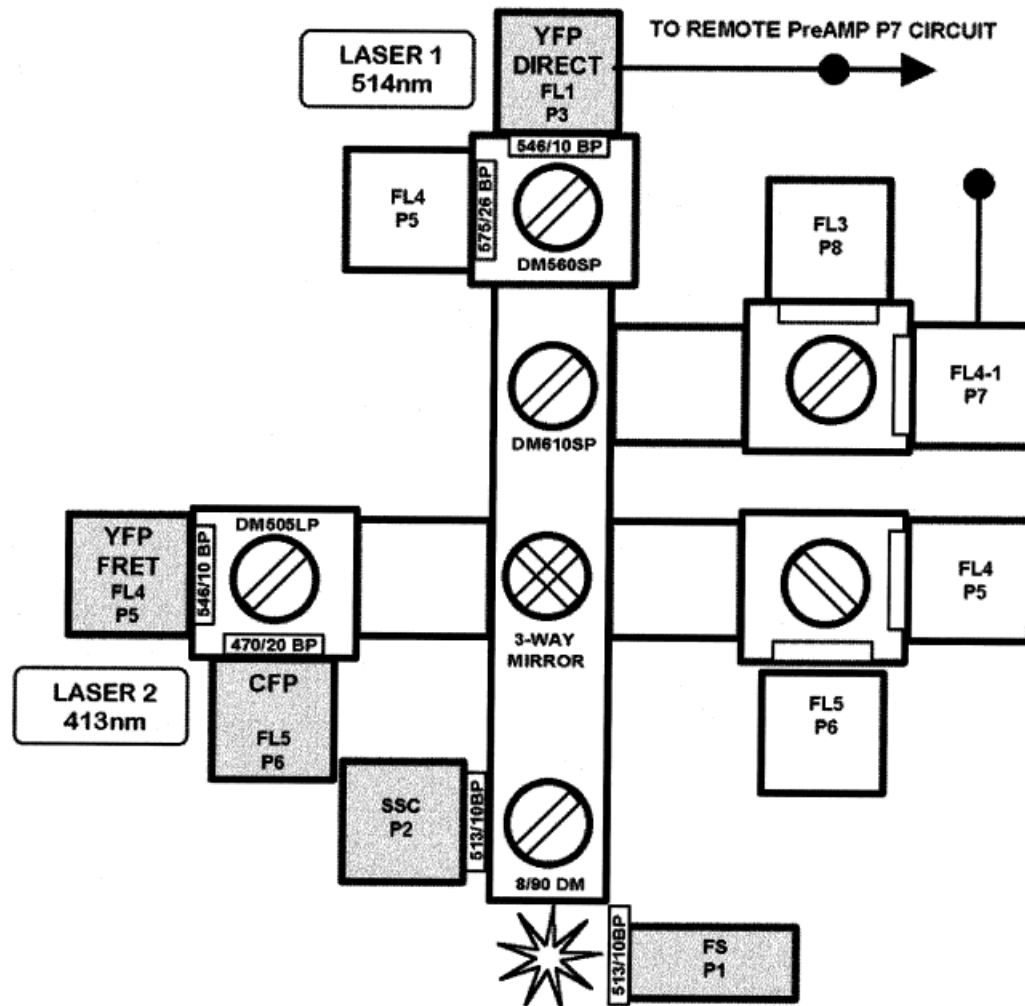 LASER 1
514nm
YFP
DIRECT
FL1
P3
TO REMOTE PreAMP P7 CIRCUIT
546/10 BP
FL4
P5
575/26 BP
DM560SP
FL3
P8
DM610SP
FL4-1
P7
YFP
FRET
FL4
P5
546/10 BP
DM505LP
470/20 BP
3-WAY
MIRROR
FL4
P5
LASER 2
413nm
CFP
FL5
P6
FL5
P6
SSC
P2
513/10BP
8/90 DM
513/10BP
FS
P1